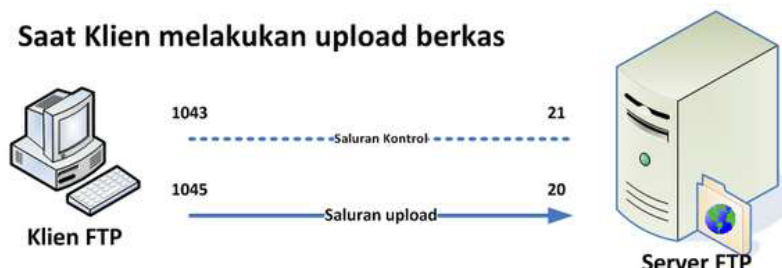 Saat Klien melakukan upload berkas
1043 21
Saluran Kontrol
1045 20
Saluran upload
Klien FTP
Server FTP